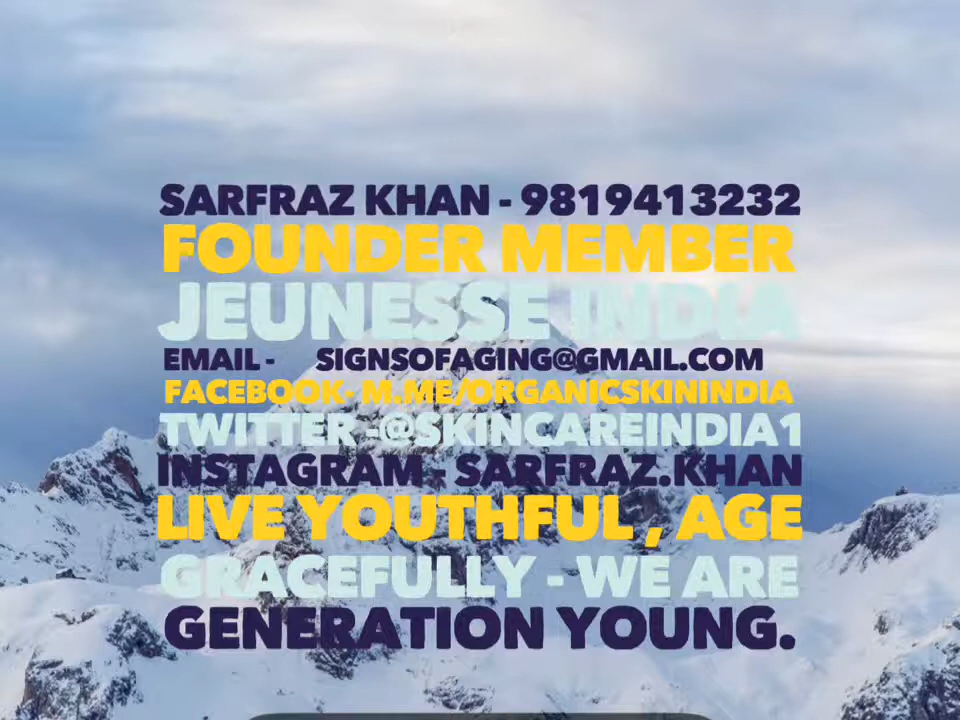 SARFRAZ KHAN - 9819413232
FOUNDER MEMBER
JEUNESSE INDIA
EMAIL - SIGNSOFAGING@GMAIL.COM
FACEBOOK- M.ME/ORGANICSKININDIA
TWITTER -@SKINCAREINDIA1
INSTAGRAM - SARFRAZ.KHAN
LIVE YOUTHFUL , AGE
GRACEFULLY - WE ARE
GENERATION YOUNG.